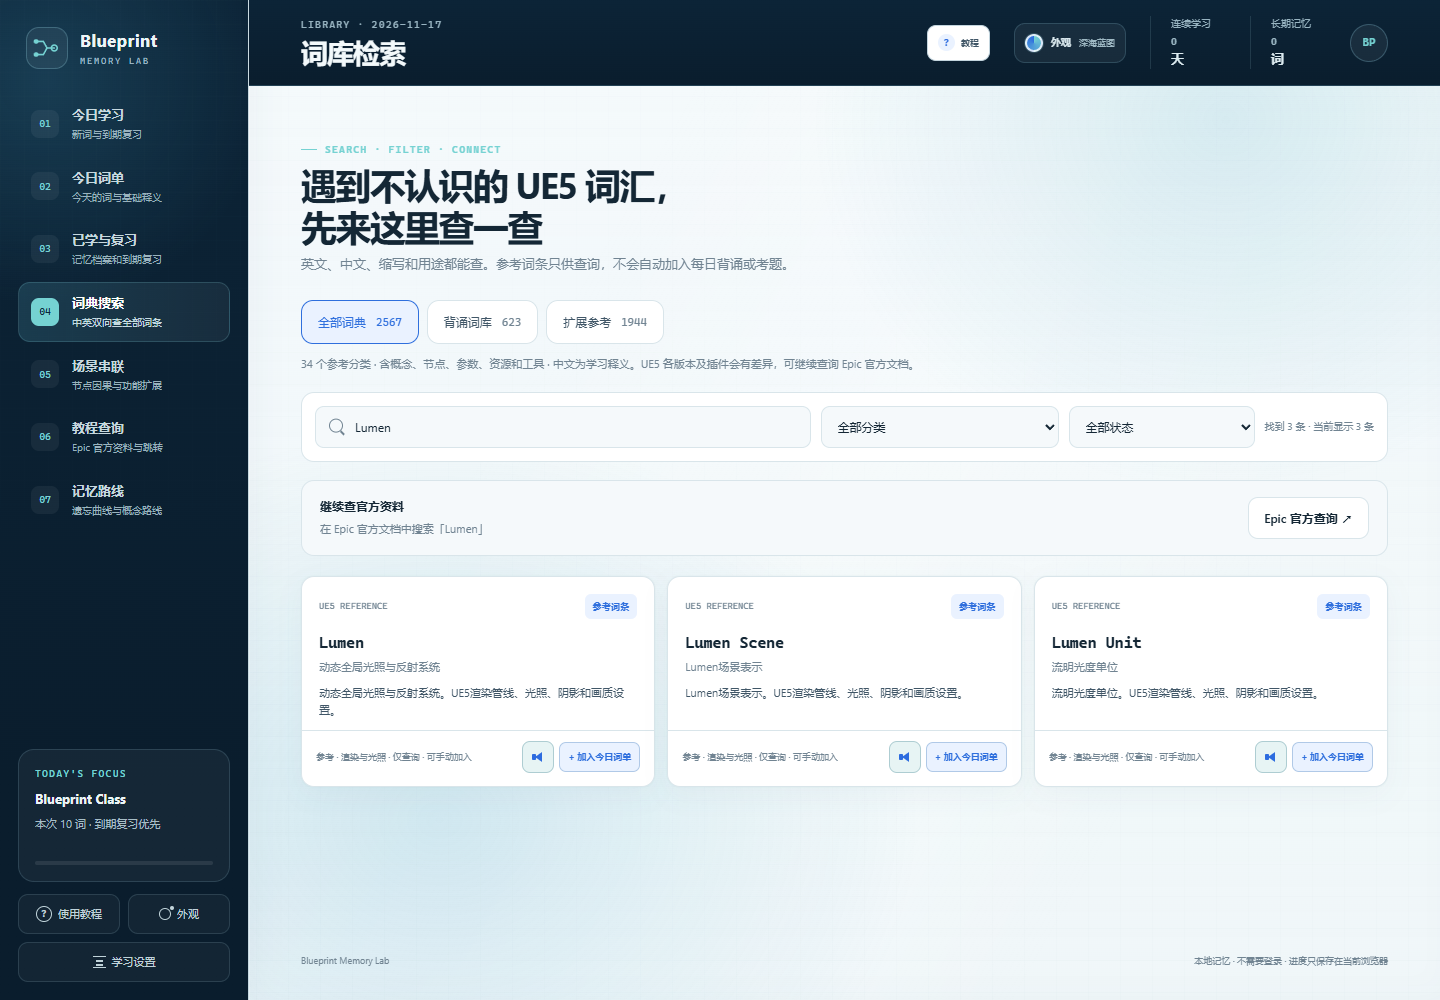 Blueprint
MEMORY LAB
01
今日学习
新词与到期复习
02
今日词单
今天的词与基础释义
03
已学与复习
记忆档案和到期复习
04
词典搜索
中英双向查全部词条
05
场景串联
节点因果与功能扩展
06
教程查询
Epic 官方资料与跳转
07
记忆路线
遗忘曲线与概念路线
TODAY'S FOCUS
Blueprint Class
本次 10 词 · 到期复习优先
? 使用教程
外观
学习设置
LIBRARY · 2026-11-17
词库检索
? 教程
外观 深海蓝图
连续学习
0
天
长期记忆
0
词
BP
SEARCH · FILTER · CONNECT
遇到不认识的 UE5 词汇，
先来这里查一查
英文、中文、缩写和用途都能查。参考词条只供查询，不会自动加入每日背诵或考题。
全部词典 2567
背诵词库 623
扩展参考 1944
34 个参考分类 · 含概念、节点、参数、资源和工具 · 中文为学习释义。UE5 各版本及插件会有差异，可继续查询 Epic 官方文档。
Lumen
全部分类
全部状态
找到 3 条 · 当前显示 3 条
继续查官方资料
在 Epic 官方文档中搜索「Lumen」
Epic 官方查询 ↗
UE5 REFERENCE
参考词条
Lumen
动态全局光照与反射系统
动态全局光照与反射系统。UE5渲染管线、光照、阴影和画质设
置。
参考 · 渲染与光照 · 仅查询 · 可手动加入
+ 加入今日词单
UE5 REFERENCE
参考词条
Lumen Scene
Lumen场景表示
Lumen场景表示。UE5渲染管线、光照、阴影和画质设置。
参考 · 渲染与光照 · 仅查询 · 可手动加入
+ 加入今日词单
UE5 REFERENCE
参考词条
Lumen Unit
流明光度单位
流明光度单位。UE5渲染管线、光照、阴影和画质设置。
参考 · 渲染与光照 · 仅查询 · 可手动加入
+ 加入今日词单
Blueprint Memory Lab
本地记忆 · 不需要登录 · 进度只保存在当前浏览器